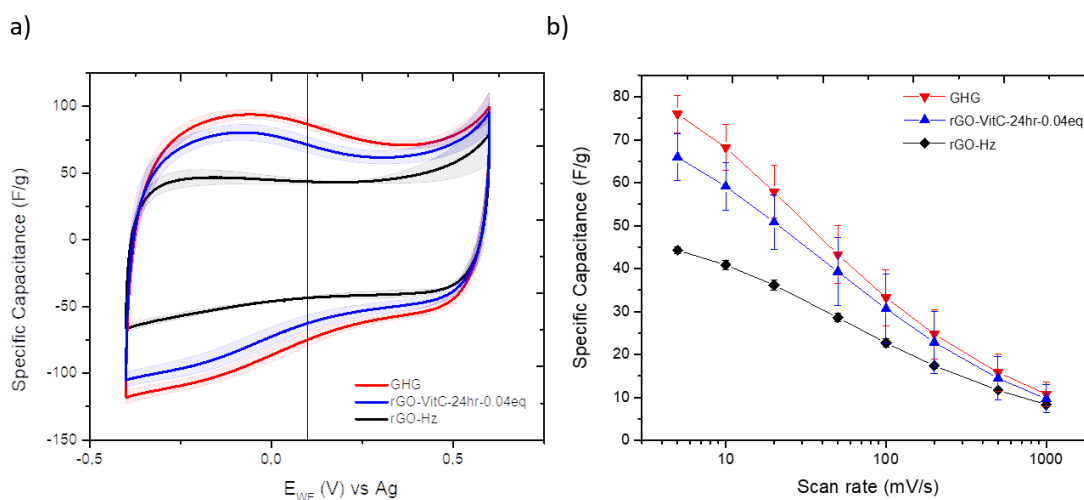 a)
Specific Capacitance (F/g)
100
50
0
-50
-100
-150
-0,5
0,0
0,5
GHG
rGO-VitC-24hr-0.04eq
rGO-Hz
E_WE (V) vs Ag
b)
Specific Capacitance (F/g)
80
70
60
50
40
30
20
10
0
10
100
1000
GHG
rGO-VitC-24hr-0.04eq
rGO-Hz
Scan rate (mV/s)